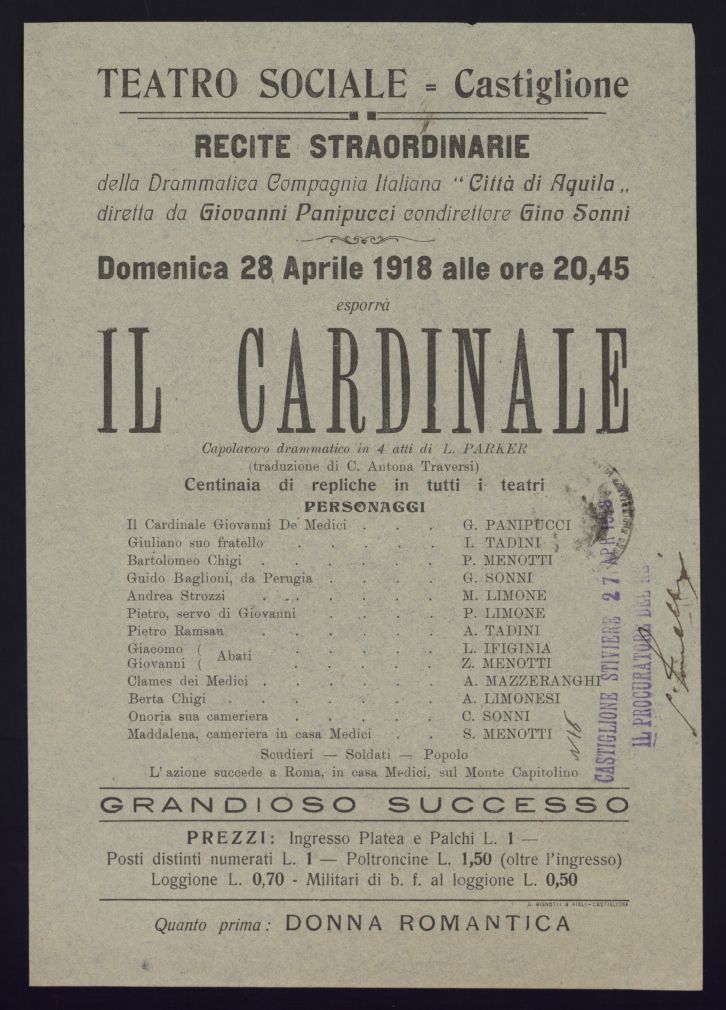 TEATRO SOCIALE = Castiglione
RECITE STRAORDINARIE
della Drammatica Compagnia Italiana “Città di Aquila„
diretta da Giovanni Panipucci condirettore Gino Sonni
Domenica 28 Aprile 1918 alle ore 20,45
esporrà
IL CARDINALE
Capolavoro drammatico in 4 atti di L. PARKER
(traduzione di C. Antona Traversi)
Centinaia di repliche in tutti i teatri
PERSONAGGI
Il Cardinale Giovanni De Medici . . . G. PANIPUCCI
Giuliano suo fratello . . . . . I. TADINI
Bartolomeo Chigi . . . . . . P. MENOTTI
Guido Baglioni, da Perugia . . . . G. SONNI
Andrea Strozzi . . . . . . M. LIMONE
Pietro, servo di Giovanni . . . . P. LIMONE
Pietro Ramsau . . . . . . A. TADINI
Giacomo ( Abati . . . . . L. IFIGINIA
Giovanni ( . . . . . Z. MENOTTI
Clames dei Medici . . . . . . A. MAZZERANGHI
Berta Chigi . . . . . . . A. LIMONESI
Onoria sua cameriera . . . . . C. SONNI
Maddalena, cameriera in casa Medici . . S. MENOTTI
Scudieri — Soldati — Popolo
L'azione succede a Roma, in casa Medici, sul Monte Capitolino
GRANDIOSO SUCCESSO
PREZZI: Ingresso Platea e Palchi L. 1 —
Posti distinti numerati L. 1 — Poltroncine L. 1,50 (oltre l'ingresso)
Loggione L. 0,70 - Militari di b. f. al loggione L. 0,50
G. BIGNOTTI & FIGLI-CASTIGLIONE
Quanto prima: DONNA ROMANTICA
CASTIGLIONE STIVIERE 27 APR 1918
IL PROCURATORE DEL RE
N 16